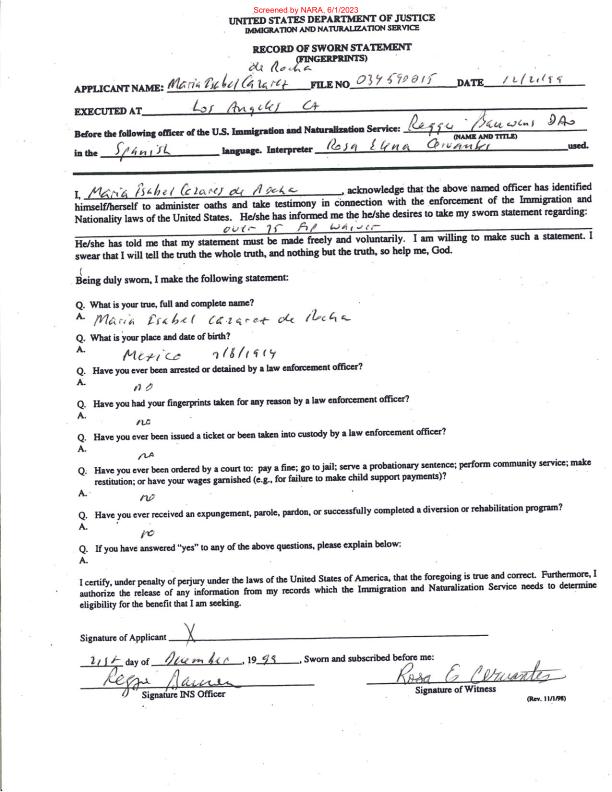 Screened by NARA, 6/1/2023
UNITED STATES DEPARTMENT OF JUSTICE
IMMIGRATION AND NATURALIZATION SERVICE
RECORD OF SWORN STATEMENT
(FINGERPRINTS)
de Rocha
APPLICANT NAME: Maria Isabel Cazarez FILE NO 034590015 DATE 12/21/99
EXECUTED AT Los Angeles CA
Before the following officer of the U.S. Immigration and Naturalization Service: Reggie DAO
(NAME AND TITLE)
in the Spanish language. Interpreter Rosa Elena Cervantes used.
I, Maria Isabel Cazares de Rocha, acknowledge that the above named officer has identified
himself/herself to administer oaths and take testimony in connection with the enforcement of the Immigration and
Nationality laws of the United States. He/she has informed me the he/she desires to take my sworn statement regarding:
over 75 FP waiver
He/she has told me that my statement must be made freely and voluntarily. I am willing to make such a statement. I
swear that I will tell the truth the whole truth, and nothing but the truth, so help me, God.
Being duly sworn, I make the following statement:
Q. What is your true, full and complete name?
A. Maria Isabel Cazarez de Rocha
Q. What is your place and date of birth?
A. Mexico 7/8/1914
Q. Have you ever been arrested or detained by a law enforcement officer?
A. no
Q. Have you had your fingerprints taken for any reason by a law enforcement officer?
A. no
Q. Have you ever been issued a ticket or been taken into custody by a law enforcement officer?
A. no
Q. Have you ever been ordered by a court to: pay a fine; go to jail; serve a probationary sentence; perform community service; make
restitution; or have your wages garnished (e.g., for failure to make child support payments)?
A. no
Q. Have you ever received an expungement, parole, pardon, or successfully completed a diversion or rehabilitation program?
A. no
Q. If you have answered "yes" to any of the above questions, please explain below:
A.
I certify, under penalty of perjury under the laws of the United States of America, that the foregoing is true and correct. Furthermore, I
authorize the release of any information from my records which the Immigration and Naturalization Service needs to determine
eligibility for the benefit that I am seeking.
Signature of Applicant X
21st day of December, 1999, Sworn and subscribed before me:
Reggie Rosa E Cervantes
Signature INS Officer Signature of Witness
(Rev. 11/1/98)